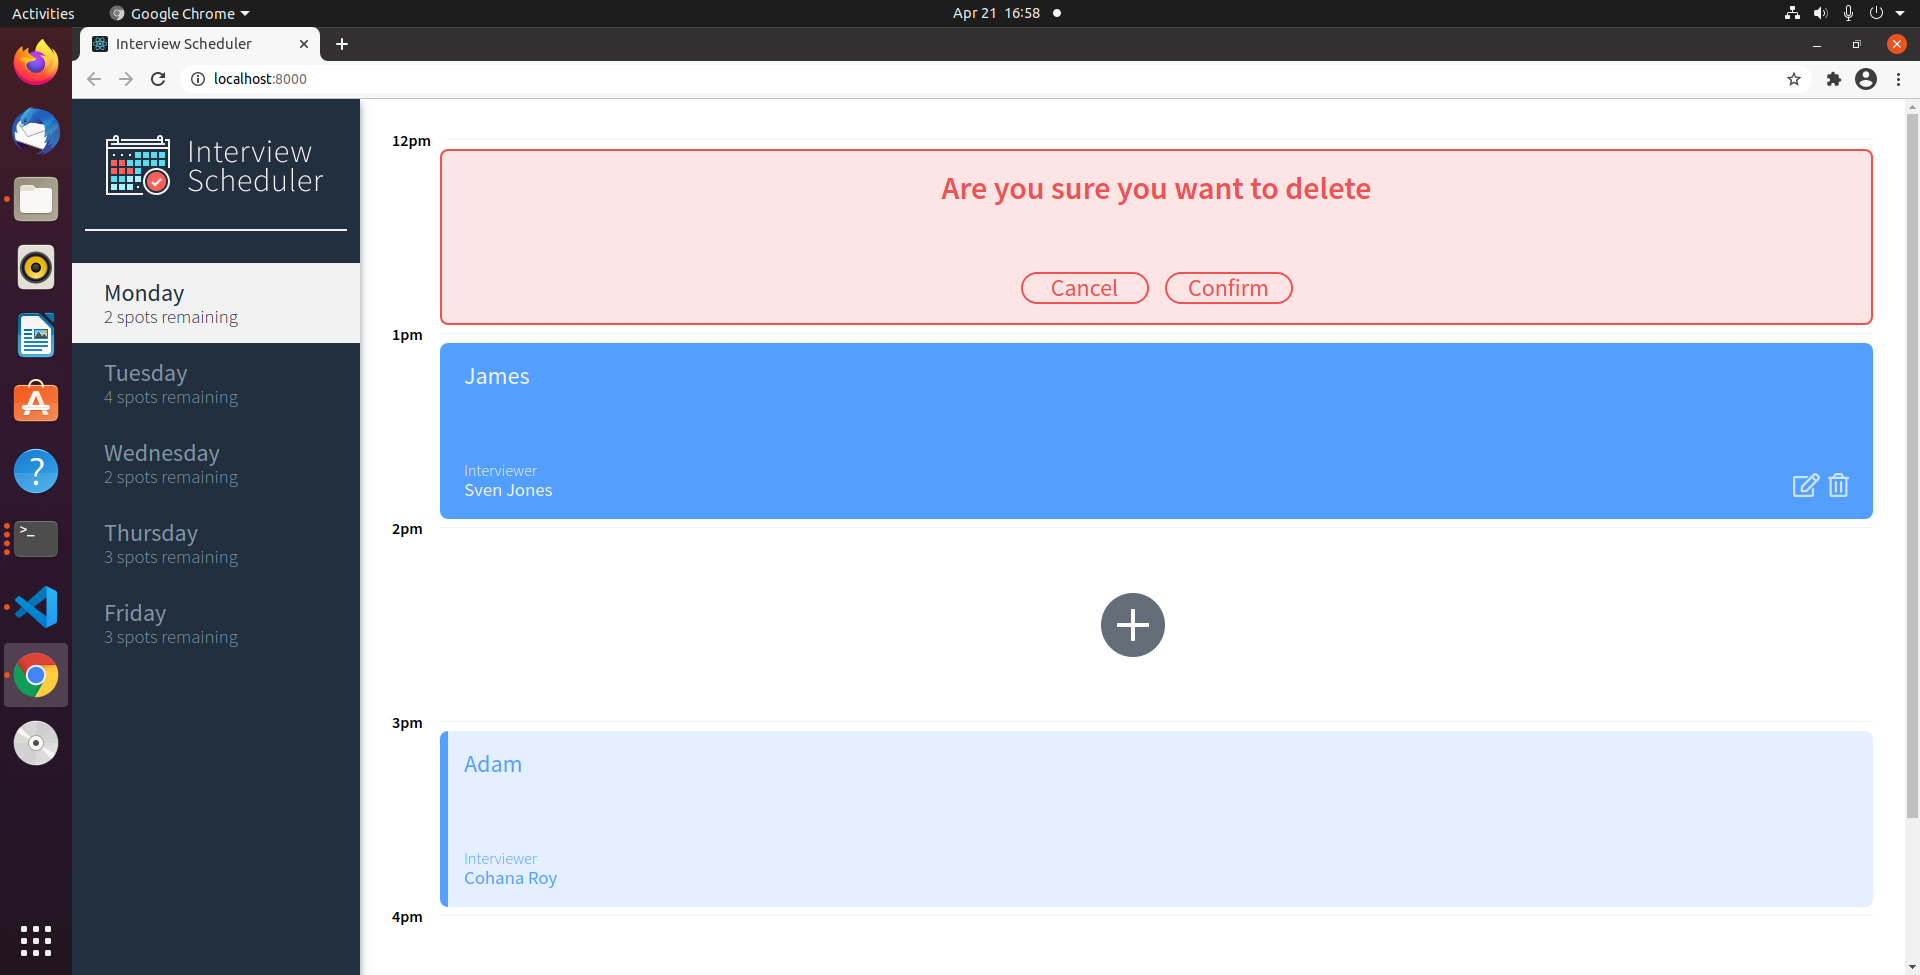 Activities
Google Chrome
Apr 21 16:58
Interview Scheduler
localhost:8000
Interview
Scheduler
Monday
2 spots remaining
Tuesday
4 spots remaining
Wednesday
2 spots remaining
Thursday
3 spots remaining
Friday
3 spots remaining
12pm
Are you sure you want to delete
Cancel
Confirm
1pm
James
Interviewer
Sven Jones
2pm
3pm
Adam
Interviewer
Cohana Roy
4pm